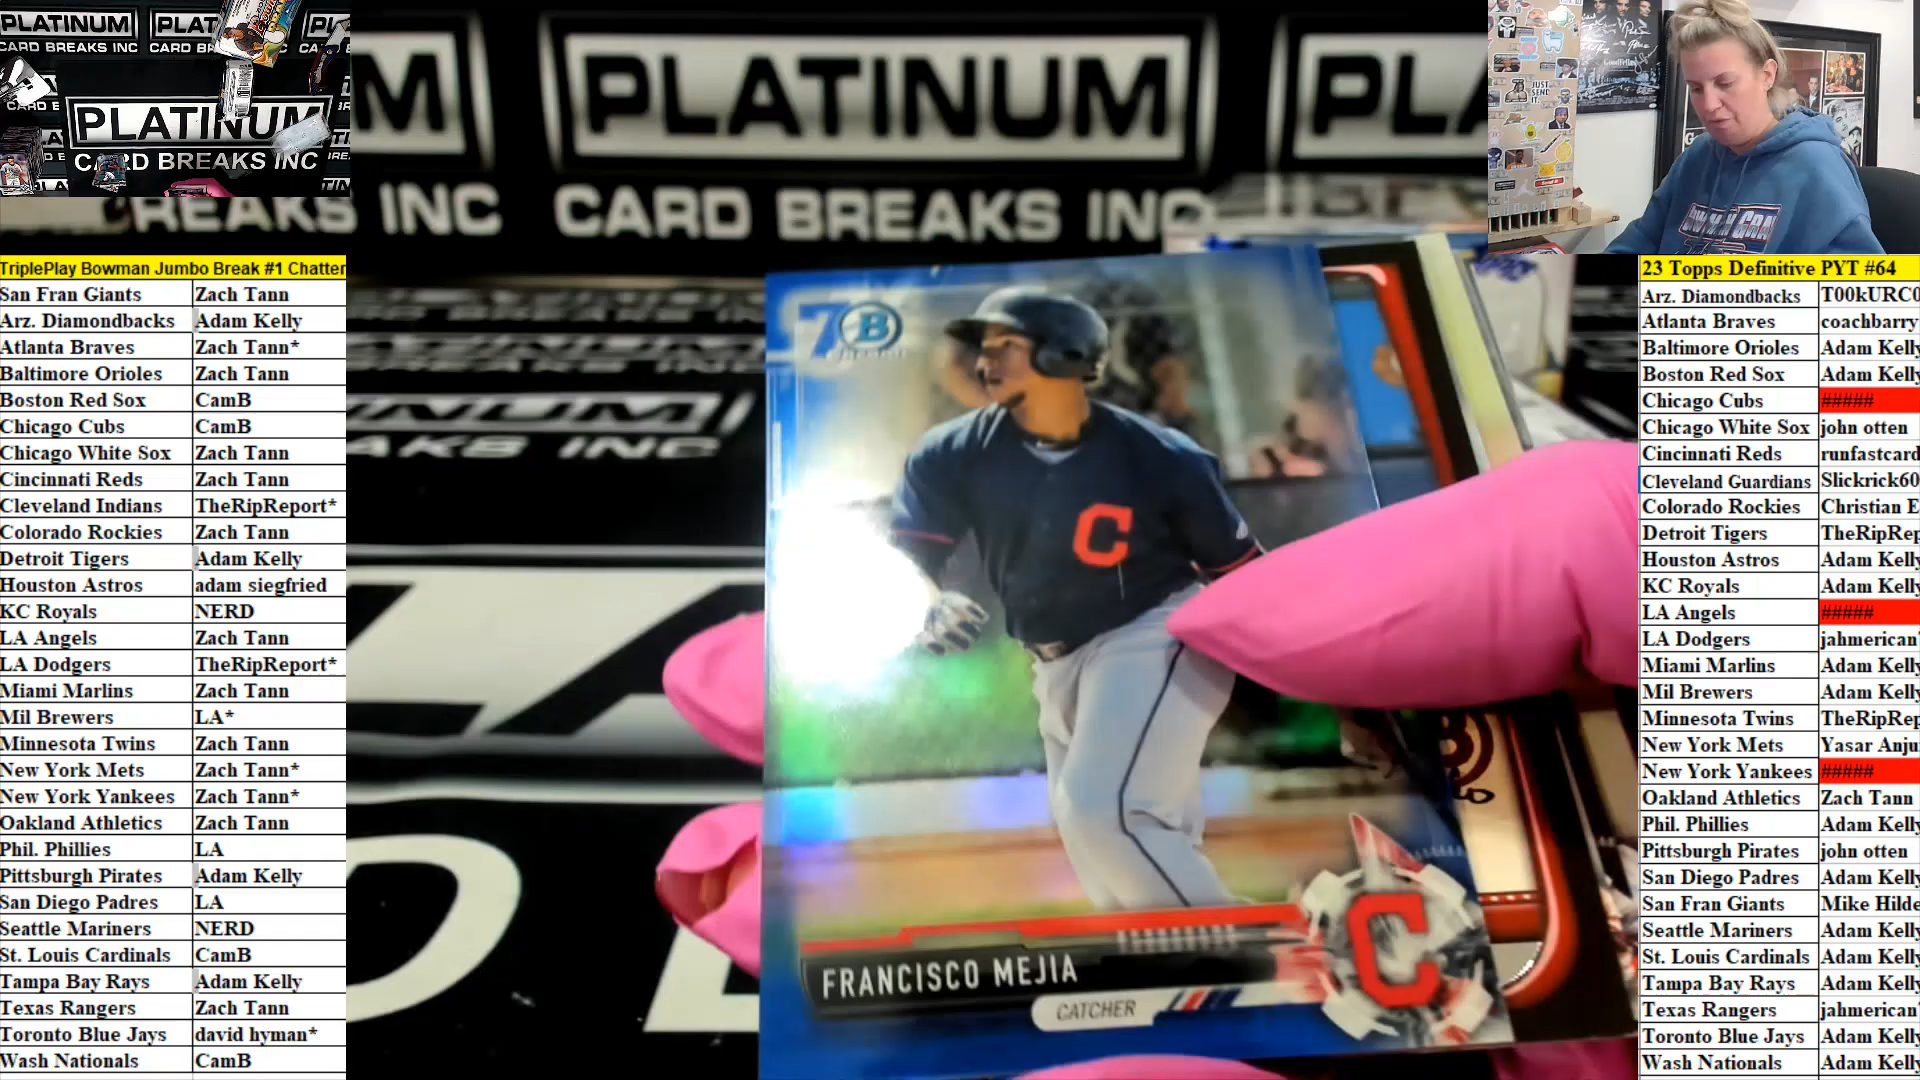 PLATINUM
CARD BREAKS INC
PLATINUM
CARD BREAKS INC
PLATINUM
CARD BREAKS INC
BREAKS INC
JUST
SEND
IT.
GoodFellas
TriplePlay Bowman Jumbo Break #1 Chatter
San Fran Giants Zach Tann
Arz. Diamondbacks Adam Kelly
Atlanta Braves Zach Tann*
Baltimore Orioles Zach Tann
Boston Red Sox CamB
Chicago Cubs CamB
Chicago White Sox Zach Tann
Cincinnati Reds Zach Tann
Cleveland Indians TheRipReport*
Colorado Rockies Zach Tann
Detroit Tigers Adam Kelly
Houston Astros adam siegfried
KC Royals NERD
LA Angels Zach Tann
LA Dodgers TheRipReport*
Miami Marlins Zach Tann
Mil Brewers LA*
Minnesota Twins Zach Tann
New York Mets Zach Tann*
New York Yankees Zach Tann*
Oakland Athletics Zach Tann
Phil. Phillies LA
Pittsburgh Pirates Adam Kelly
San Diego Padres LA
Seattle Mariners NERD
St. Louis Cardinals CamB
Tampa Bay Rays Adam Kelly
Texas Rangers Zach Tann
Toronto Blue Jays david hyman*
Wash Nationals CamB
70 B
C
FRANCISCO MEJIA
CATCHER
C
23 Topps Definitive PYT #64
Arz. Diamondbacks T00kURC0
Atlanta Braves coachbarry
Baltimore Orioles Adam Kelly
Boston Red Sox Adam Kelly
Chicago Cubs #####
Chicago White Sox john otten
Cincinnati Reds runfastcard
Cleveland Guardians Slickrick60
Colorado Rockies Christian E
Detroit Tigers TheRipRep
Houston Astros Adam Kelly
KC Royals Adam Kelly
LA Angels #####
LA Dodgers jahmerican
Miami Marlins Adam Kelly
Mil Brewers Adam Kelly
Minnesota Twins TheRipRep
New York Mets Yasar Anju
New York Yankees #####
Oakland Athletics Zach Tann
Phil. Phillies Adam Kelly
Pittsburgh Pirates john otten
San Diego Padres Adam Kelly
San Fran Giants Mike Hilde
Seattle Mariners Adam Kelly
St. Louis Cardinals Adam Kelly
Tampa Bay Rays Adam Kelly
Texas Rangers jahmerican
Toronto Blue Jays Adam Kelly
Wash Nationals Adam Kelly